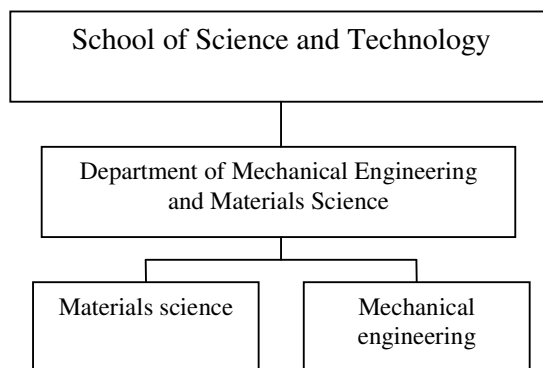 School of Science and Technology
Department of Mechanical Engineering
and Materials Science
Materials science
Mechanical
engineering